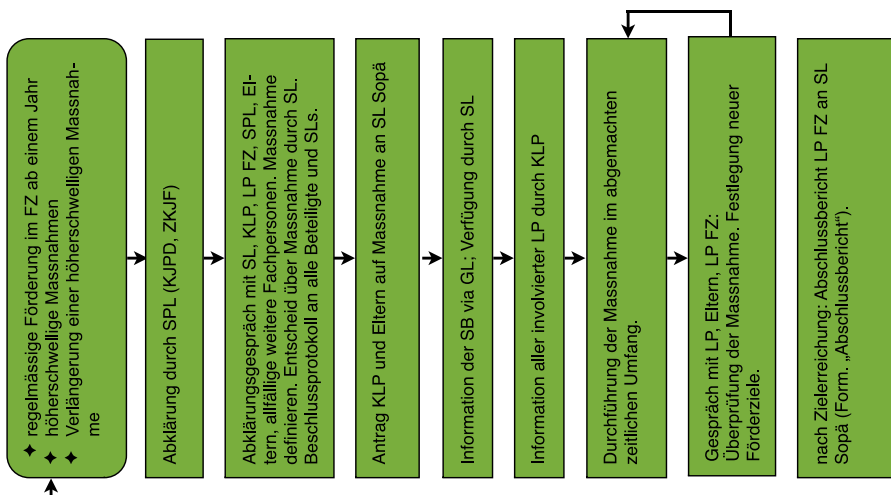 ✦ regelmässige Förderung im FZ ab einem Jahr
✦ höherschwellige Massnahmen
✦ Verlängerung einer höherschwelligen Massnah-
me
Abklärung durch SPL (KJPD, ZKJF)
Abklärungsgespräch mit SL, KLP, LP FZ, SPL, El-
tern, allfällige weitere Fachpersonen. Massnahme
definieren. Entscheid über Massnahme durch SL.
Beschlussprotokoll an alle Beteiligte und SLs.
Antrag KLP und Eltern auf Massnahme an SL Sopä
Information der SB via GL; Verfügung durch SL
Information aller involvierter LP durch KLP
Durchführung der Massnahme im abgemachten
zeitlichen Umfang.
Gespräch mit LP, Eltern, LP FZ:
Überprüfung der Massnahme. Festlegung neuer
Förderziele.
nach Zielerreichung: Abschlussbericht LP FZ an SL
Sopä (Form. „Abschlussbericht“).